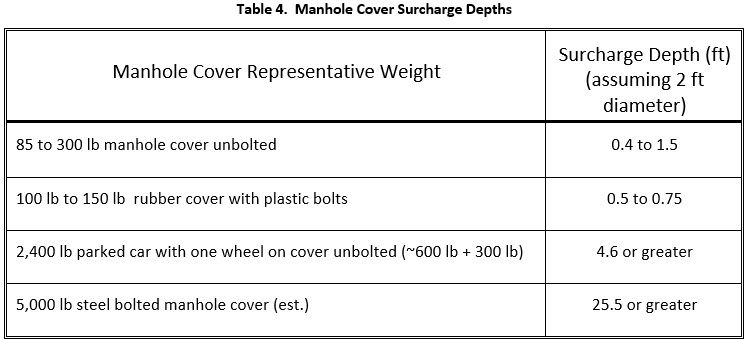 Table 4.  Manhole Cover Surcharge Depths
Manhole Cover Representative Weight
Surcharge Depth (ft)
(assuming 2 ft
diameter)
85 to 300 lb manhole cover unbolted
0.4 to 1.5
100 lb to 150 lb  rubber cover with plastic bolts
0.5 to 0.75
2,400 lb parked car with one wheel on cover unbolted (~600 lb + 300 lb)
4.6 or greater
5,000 lb steel bolted manhole cover (est.)
25.5 or greater